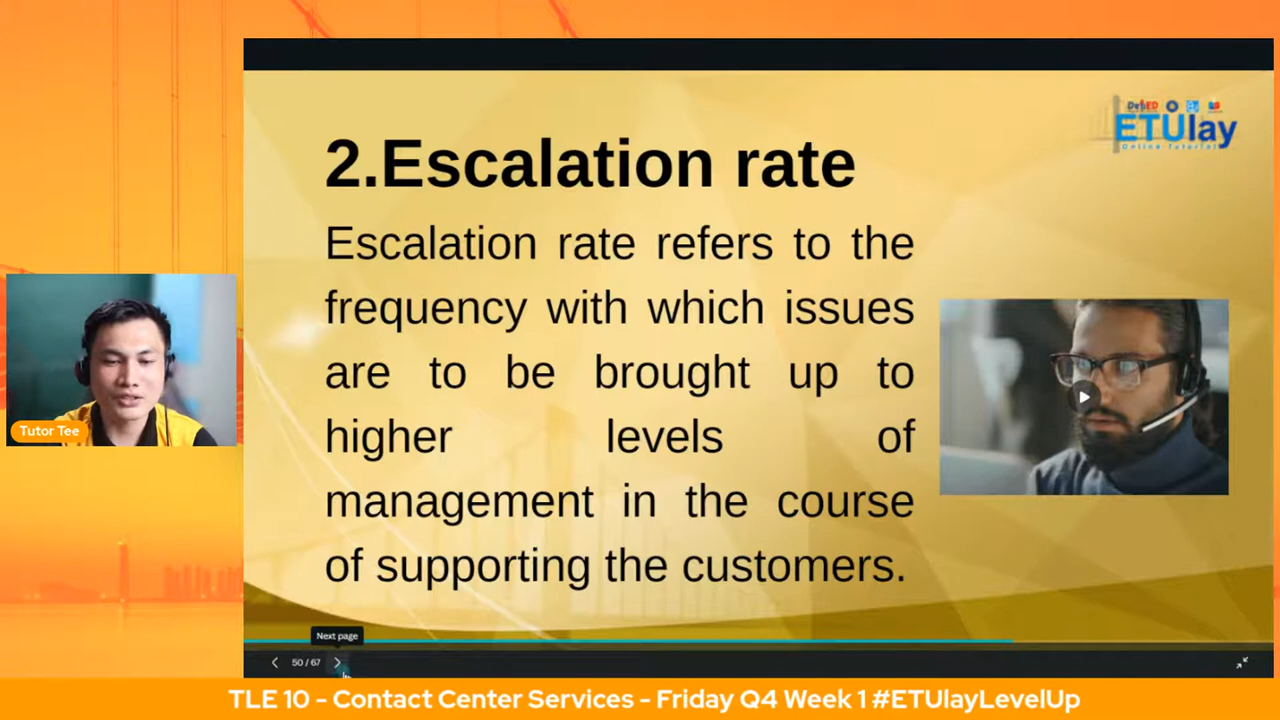 DepED
ETUlay
Online Tutorial
2.Escalation rate
Escalation rate refers to the
frequency with which issues
are to be brought up to
higher levels of
management in the course
of supporting the customers.
Tutor Tee
Next page
50 / 67
TLE 10 - Contact Center Services - Friday Q4 Week 1 #ETUlayLevelUp